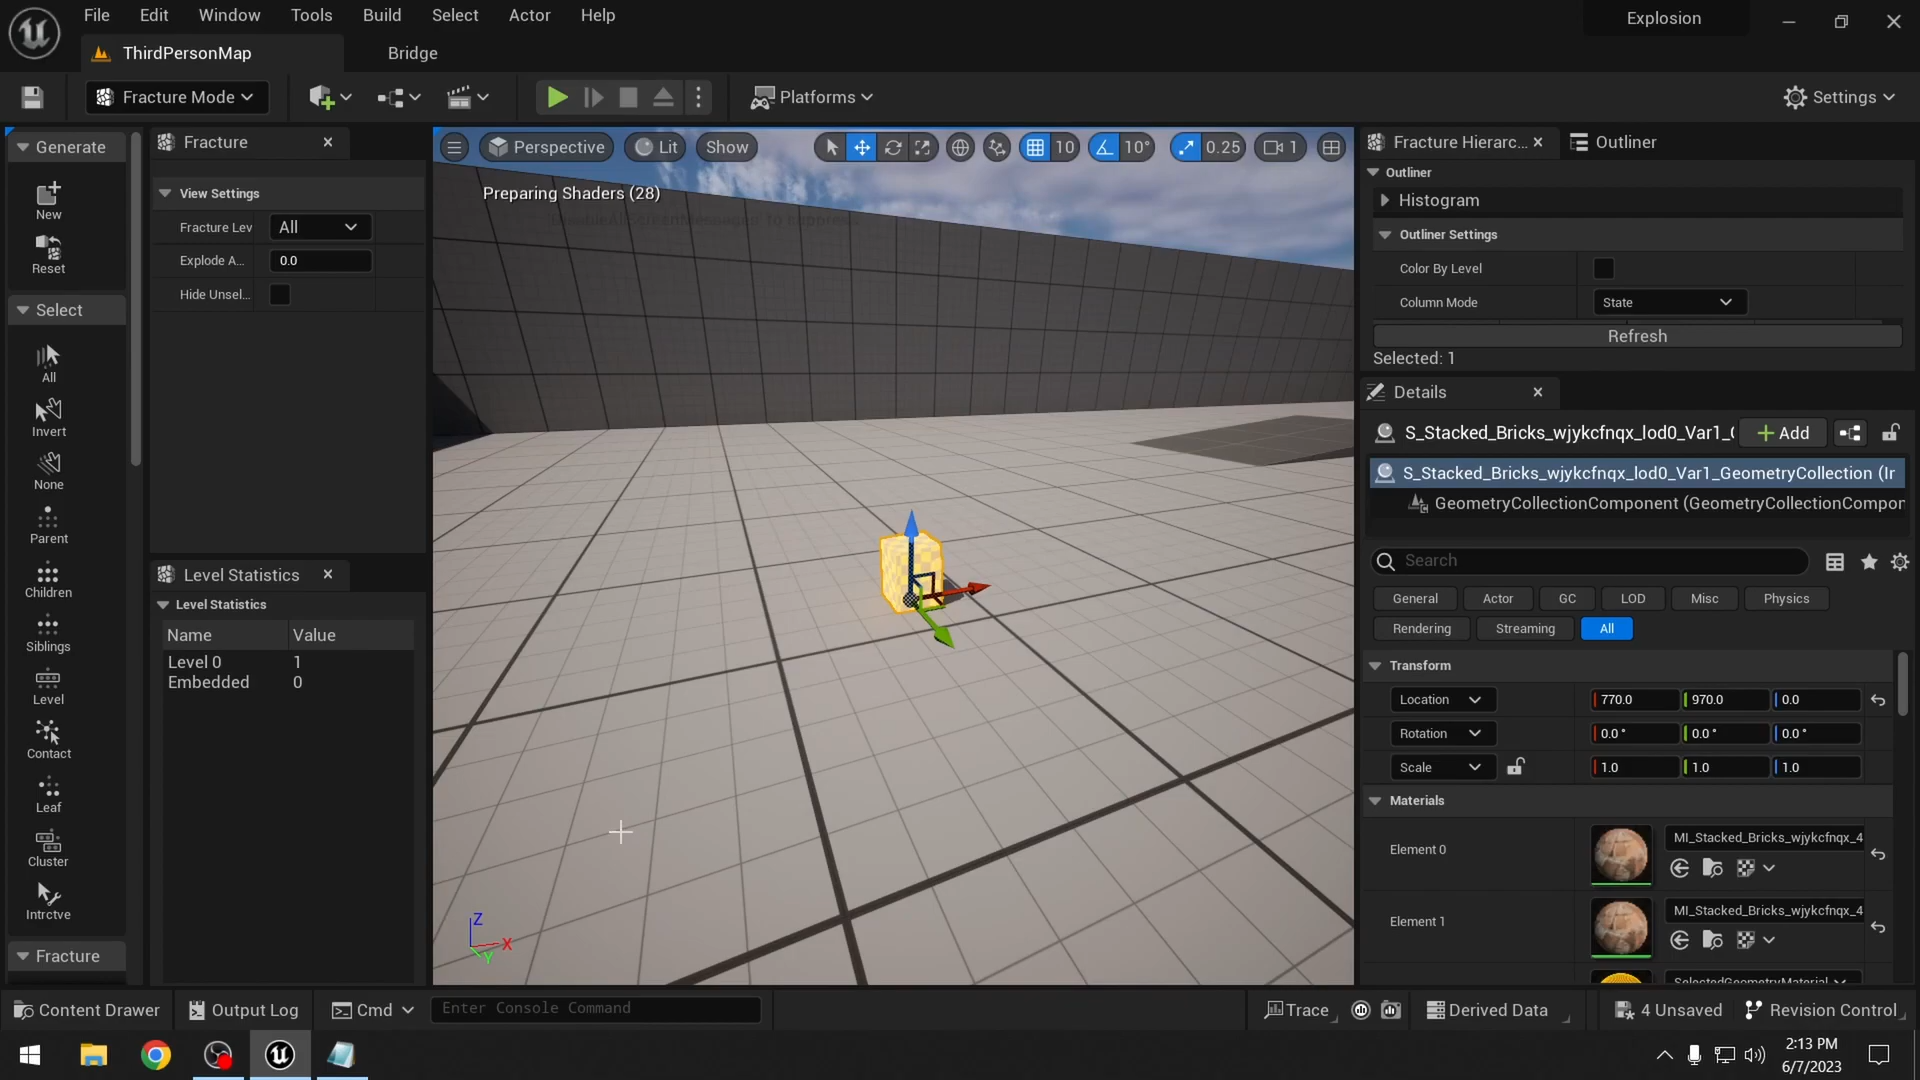 File Edit Window Tools Build Select Actor Help
Explosion
ThirdPersonMap
Bridge
Fracture Mode
Platforms
Settings
Generate
New
Reset
Select
All
Invert
None
Parent
Children
Siblings
Level
Contact
Leaf
Cluster
Intrctve
Fracture
Fracture
View Settings
Fracture Lev
All
Explode A...
0.0
Hide Unsel...
Level Statistics
Level Statistics
Name Value
Level 0 1
Embedded 0
Perspective
Lit
Show
10
10°
0.25
1
Preparing Shaders (28)
Z
X
Y
Fracture Hierarc...
Outliner
Outliner
Histogram
Outliner Settings
Color By Level
Column Mode
State
Refresh
Selected: 1
Details
S_Stacked_Bricks_wjykcfnqx_lod0_Var1_(
Add
S_Stacked_Bricks_wjykcfnqx_lod0_Var1_GeometryCollection (Ir
GeometryCollectionComponent (GeometryCollectionCompor
Search
General Actor GC LOD Misc Physics
Rendering Streaming All
Transform
Location 770.0 970.0 0.0
Rotation 0.0° 0.0° 0.0°
Scale 1.0 1.0 1.0
Materials
Element 0
MI_Stacked_Bricks_wjykcfnqx_4
Element 1
MI_Stacked_Bricks_wjykcfnqx_4
SelectedGeometryMaterial
Content Drawer
Output Log
Cmd
Enter Console Command
Trace
Derived Data
4 Unsaved
Revision Control
2:13 PM
6/7/2023